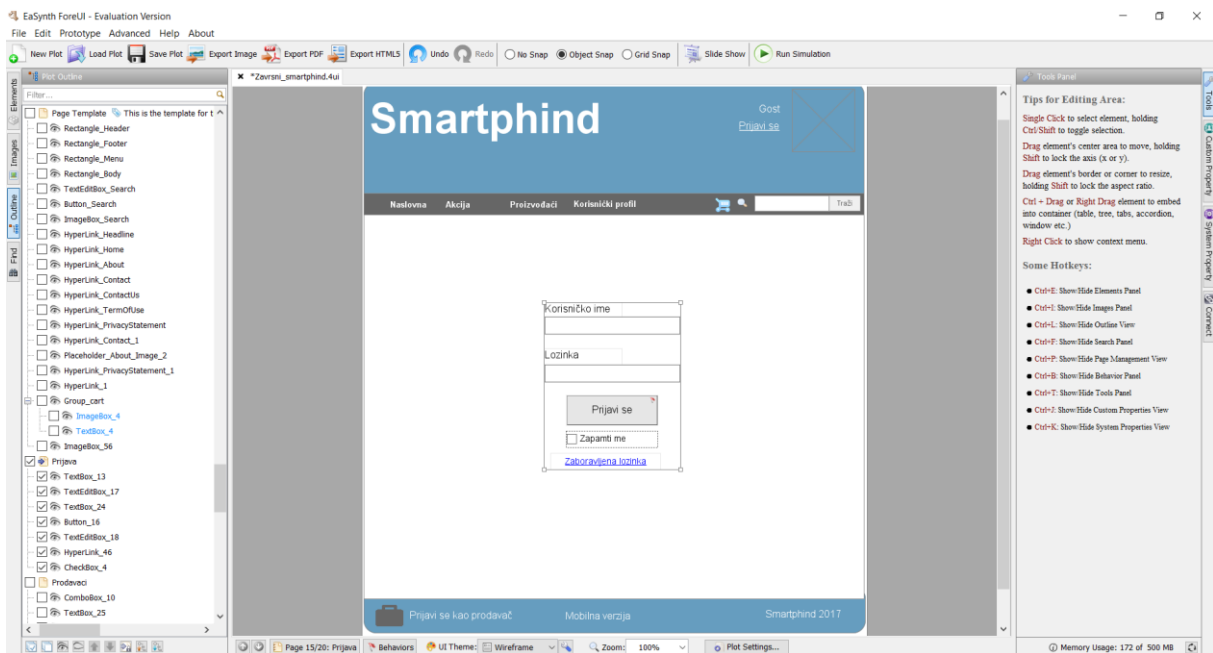 EaSynth ForeUI - Evaluation Version
File Edit Prototype Advanced Help About
New Plot Load Plot Save Plot Export Image Export PDF Export HTML5 Undo Redo No Snap Object Snap Grid Snap Slide Show Run Simulation
Elements
Images
Outline
Find
Plot Outline
Filter...
Page Template This is the template for t
Rectangle_Header
Rectangle_Footer
Rectangle_Menu
Rectangle_Body
TextEditBox_Search
Button_Search
ImageBox_Search
HyperLink_Headline
HyperLink_Home
HyperLink_About
HyperLink_Contact
HyperLink_ContactUs
HyperLink_TermOfUse
HyperLink_PrivacyStatement
HyperLink_Contact_1
Placeholder_About_Image_2
HyperLink_PrivacyStatement_1
HyperLink_1
Group_cart
ImageBox_4
TextBox_4
ImageBox_56
Prijava
TextBox_13
TextEditBox_17
TextBox_24
Button_16
TextEditBox_18
HyperLink_46
CheckBox_4
Prodavaci
ComboBox_10
TextBox_25
*Zavrsni_smartphind.4ui
Smartphind
Gost
Prijavi se
Naslovna Akcija Proizvođači Korisnički profil Traži
Korisničko ime
Lozinka
Prijavi se
Zapamti me
Zaboravljena lozinka
Prijavi se kao prodavač Mobilna verzija Smartphind 2017
Tools Panel
Tips for Editing Area:
Single Click to select element, holding
Ctrl/Shift to toggle selection.
Drag element's center area to move, holding
Shift to lock the axis (x or y).
Drag element's border or corner to resize,
holding Shift to lock the aspect ratio.
Ctrl + Drag or Right Drag element to embed
into container (table, tree, tabs, accordion,
window etc.)
Right Click to show context menu.
Some Hotkeys:
Ctrl+E: Show/Hide Elements Panel
Ctrl+I: Show/Hide Images Panel
Ctrl+L: Show/Hide Outline View
Ctrl+F: Show/Hide Search Panel
Ctrl+P: Show/Hide Page Management View
Ctrl+B: Show/Hide Behavior Panel
Ctrl+T: Show/Hide Tools Panel
Ctrl+J: Show/Hide Custom Properties View
Ctrl+K: Show/Hide System Properties View
Tools
Custom Property
System Property
Connect
Page 15/20: Prijava Behaviors UI Theme: Wireframe Zoom: 100% Plot Settings... Memory Usage: 172 of 500 MB